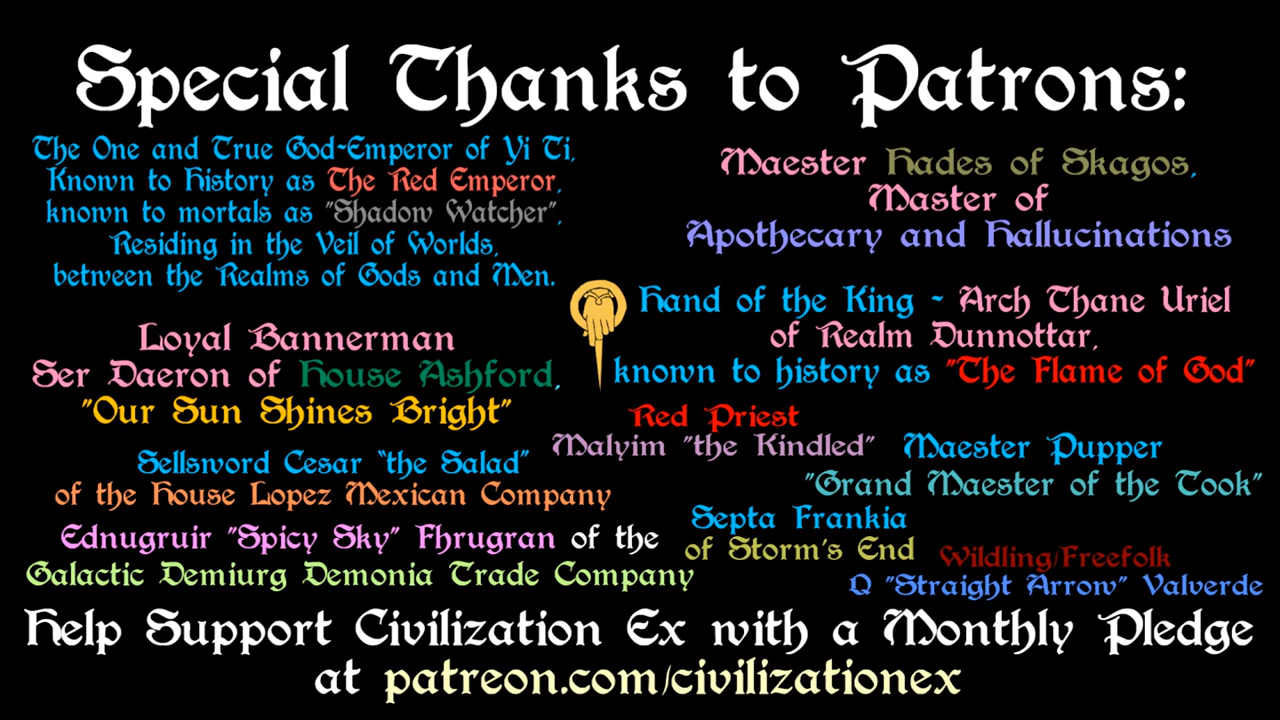 Special Thanks to Patrons:
The One and True God-Emperor of Yi Ti,
Known to History as The Red Emperor,
known to mortals as "Shadow Watcher",
Residing in the Veil of Worlds,
between the Realms of Gods and Men.
Maester Hades of Skagos,
Master of
Apothecary and Hallucinations
Hand of the King - Arch Thane Uriel
of Realm Dunnottar,
known to history as "The Flame of God"
Loyal Bannerman
Ser Daeron of House Ashford,
"Our Sun Shines Bright"
Red Priest
Malyim "the Kindled"
Maester Pupper
"Grand Maester of the Took"
Sellsword Cesar "the Salad"
of the House Lopez Mexican Company
Septa Frankia
of Storm's End
Ednugruir "Spicy Sky" Fhrugran of the
Galactic Demiurg Demonia Trade Company
Wildling/Freefolk
Q "Straight Arrow" Valverde
Help Support Civilization Ex with a Monthly Pledge
at patreon.com/civilizationex